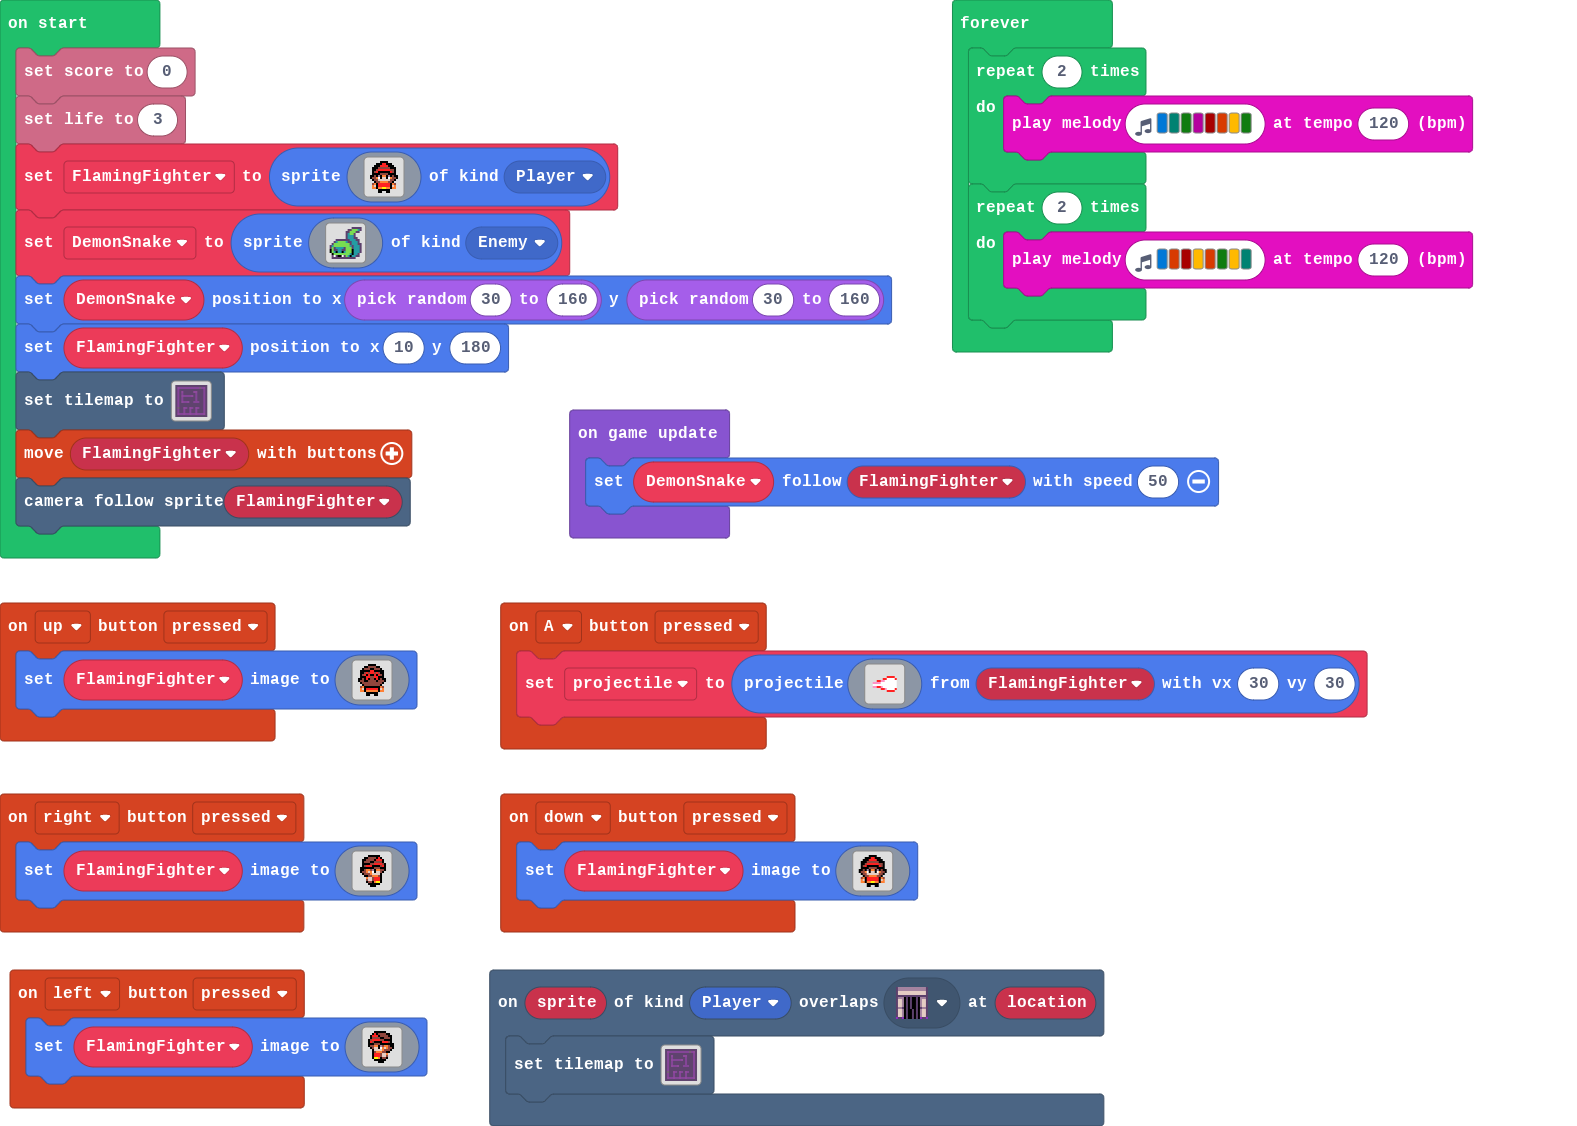 on start
set score to 0
set life to 3
set FlamingFighter to sprite of kind Player
set DemonSnake to sprite of kind Enemy
set DemonSnake position to x pick random 30 to 160 y pick random 30 to 160
set FlamingFighter position to x 10 y 180
set tilemap to
move FlamingFighter with buttons
camera follow sprite FlamingFighter
forever
repeat 2 times
do
play melody at tempo 120 (bpm)
repeat 2 times
do
play melody at tempo 120 (bpm)
on game update
set DemonSnake follow FlamingFighter with speed 50
on up button pressed
set FlamingFighter image to
on A button pressed
set projectile to projectile from FlamingFighter with vx 30 vy 30
on right button pressed
set FlamingFighter image to
on down button pressed
set FlamingFighter image to
on left button pressed
set FlamingFighter image to
on sprite of kind Player overlaps at location
set tilemap to